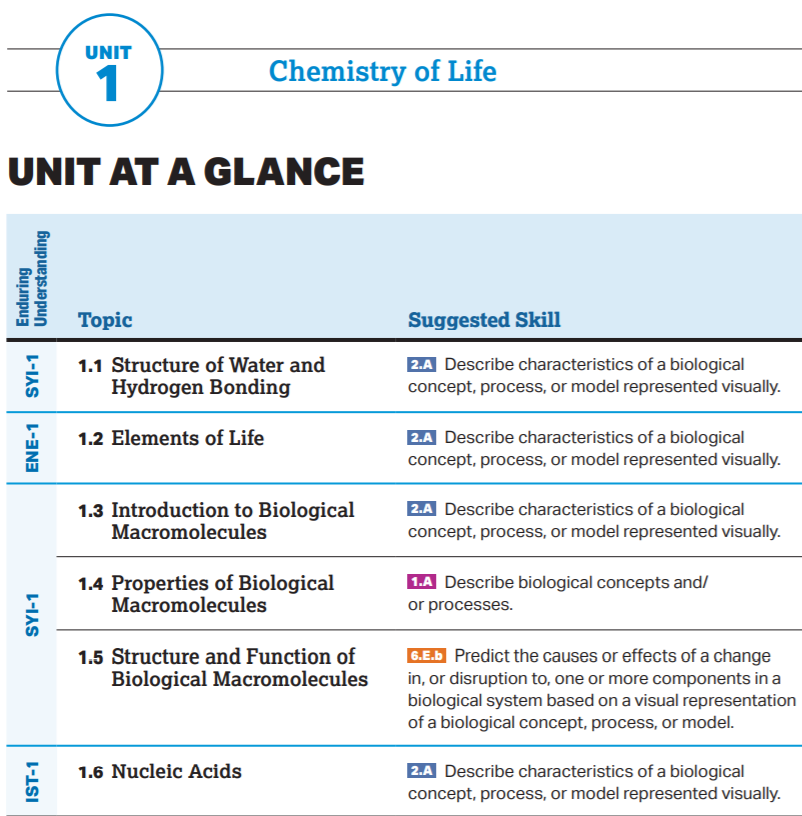 UNIT
1
Chemistry of Life
UNIT AT A GLANCE
Enduring
Understanding
Topic
Suggested Skill
SYI-1
1.1 Structure of Water and
Hydrogen Bonding
2.A Describe characteristics of a biological
concept, process, or model represented visually.
ENE-1
1.2 Elements of Life
2.A Describe characteristics of a biological
concept, process, or model represented visually.
SYI-1
1.3 Introduction to Biological
Macromolecules
2.A Describe characteristics of a biological
concept, process, or model represented visually.
1.4 Properties of Biological
Macromolecules
1.A Describe biological concepts and/
or processes.
1.5 Structure and Function of
Biological Macromolecules
6.E.b Predict the causes or effects of a change
in, or disruption to, one or more components in a
biological system based on a visual representation
of a biological concept, process, or model.
IST-1
1.6 Nucleic Acids
2.A Describe characteristics of a biological
concept, process, or model represented visually.